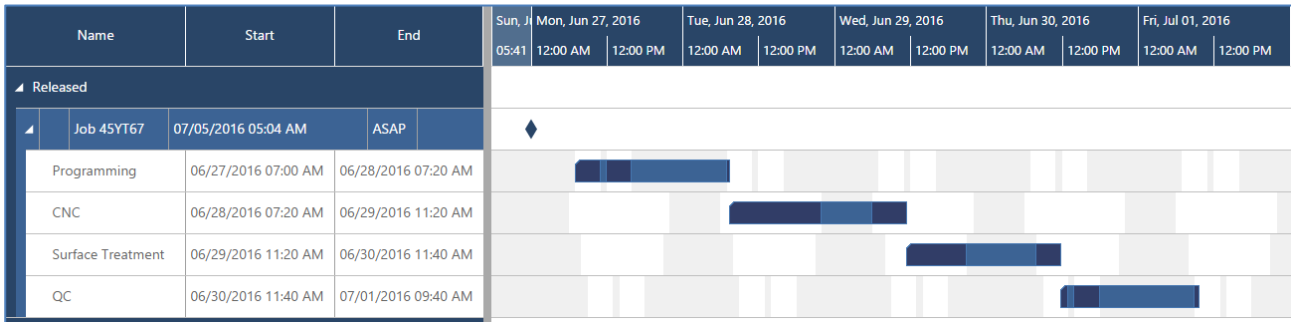 Name Start End Sun, J Mon, Jun 27, 2016 Tue, Jun 28, 2016 Wed, Jun 29, 2016 Thu, Jun 30, 2016 Fri, Jul 01, 2016
05:41 12:00 AM 12:00 PM 12:00 AM 12:00 PM 12:00 AM 12:00 PM 12:00 AM 12:00 PM 12:00 AM 12:00 PM
Released
Job 45YT67 07/05/2016 05:04 AM ASAP
Programming 06/27/2016 07:00 AM 06/28/2016 07:20 AM
CNC 06/28/2016 07:20 AM 06/29/2016 11:20 AM
Surface Treatment 06/29/2016 11:20 AM 06/30/2016 11:40 AM
QC 06/30/2016 11:40 AM 07/01/2016 09:40 AM